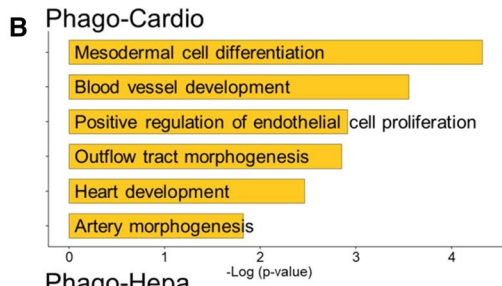 B
Phago-Cardio
Mesodermal cell differentiation
Blood vessel development
Positive regulation of endothelial cell proliferation
Outflow tract morphogenesis
Heart development
Artery morphogenesis
0 1 2 3 4
-Log (p-value)
Phago-Hepa